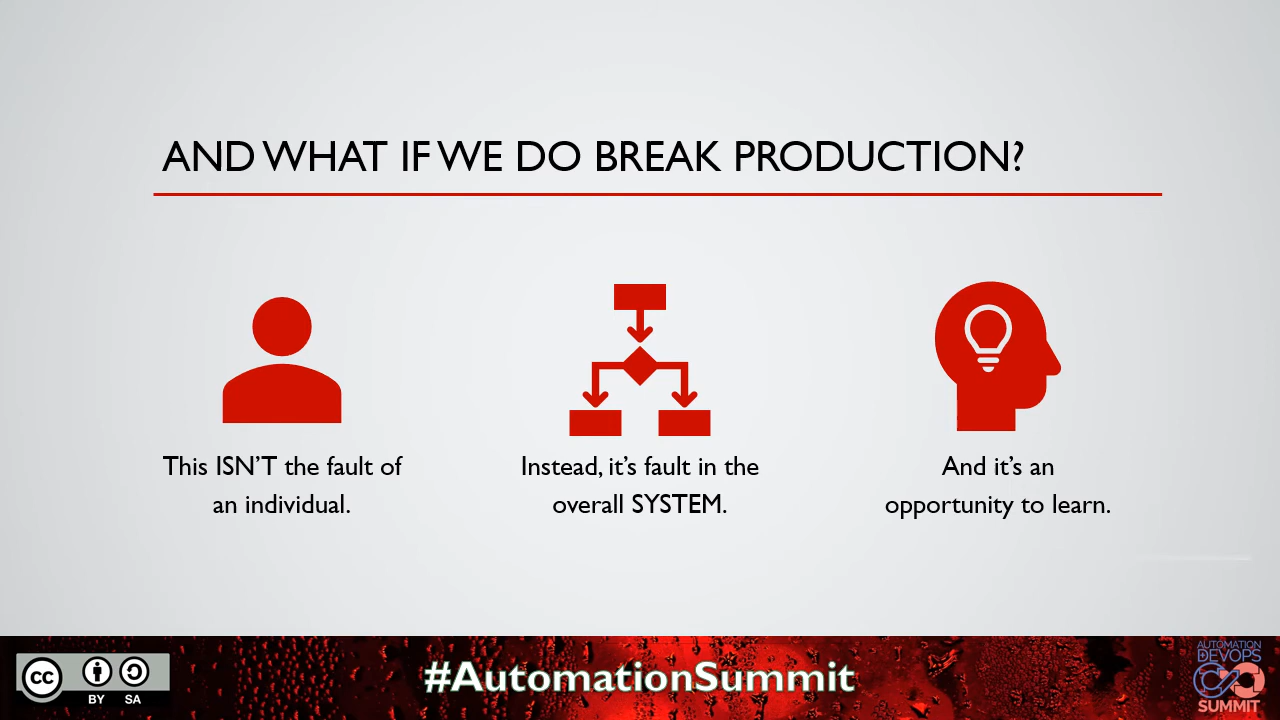 AND WHAT IF WE DO BREAK PRODUCTION?
This ISN’T the fault of
an individual.
Instead, it’s fault in the
overall SYSTEM.
And it’s an
opportunity to learn.
cc
BY SA
#AutomationSummit
AUTOMATION
DEVOPS
SUMMIT